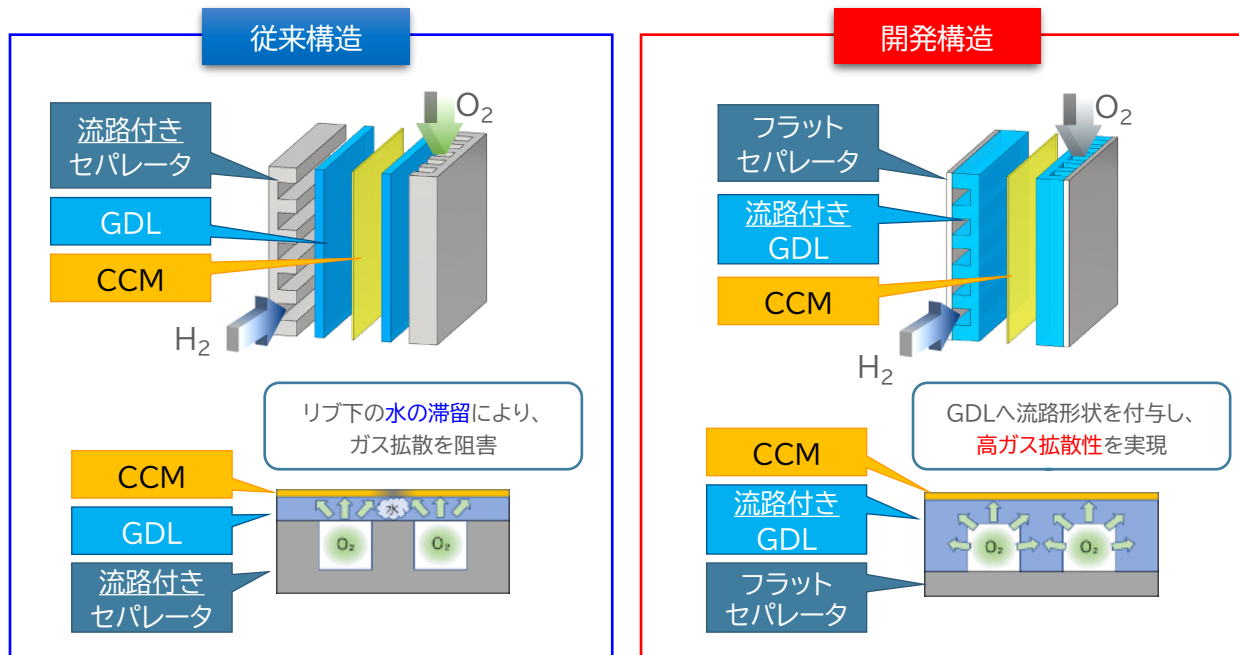 従来構造
流路付き
セパレータ
GDL
CCM
O₂
H₂
リブ下の水の滞留により、
ガス拡散を阻害
CCM
GDL
流路付き
セパレータ
水
O₂
O₂
開発構造
フラット
セパレータ
流路付き
GDL
CCM
O₂
H₂
GDLへ流路形状を付与し、
高ガス拡散性を実現
CCM
流路付き
GDL
フラット
セパレータ
O₂
O₂